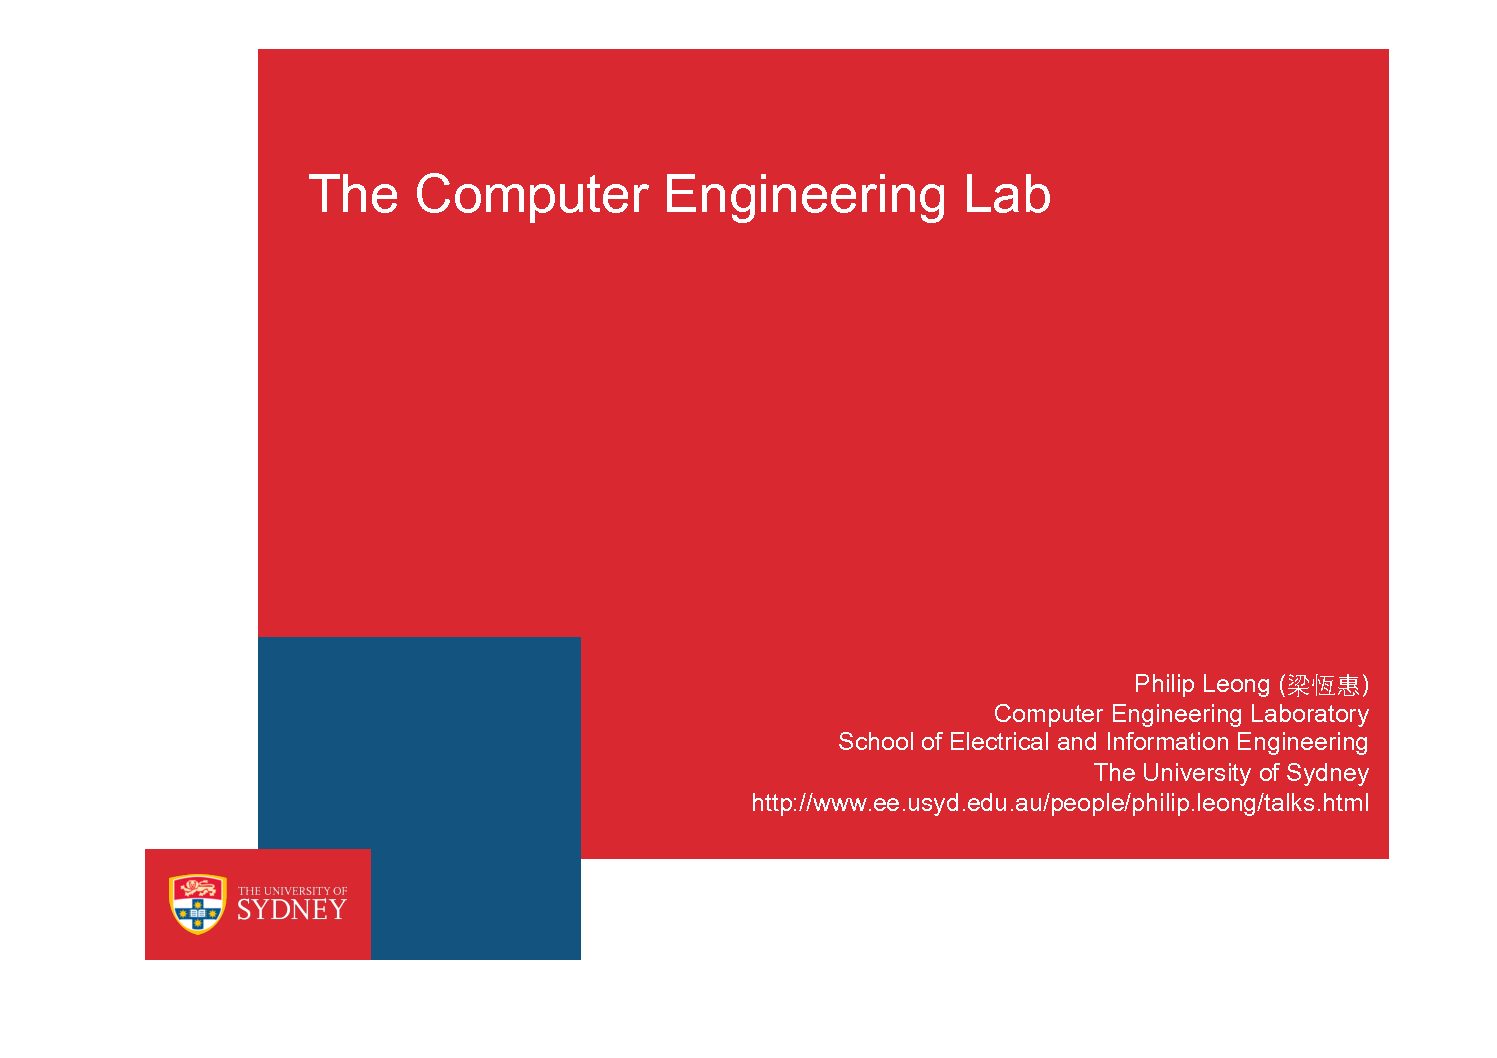 The Computer Engineering Lab
Philip Leong (梁恆惠)
Computer Engineering Laboratory
School of Electrical and Information Engineering
The University of Sydney
http://www.ee.usyd.edu.au/people/philip.leong/talks.html
THE UNIVERSITY OF
SYDNEY